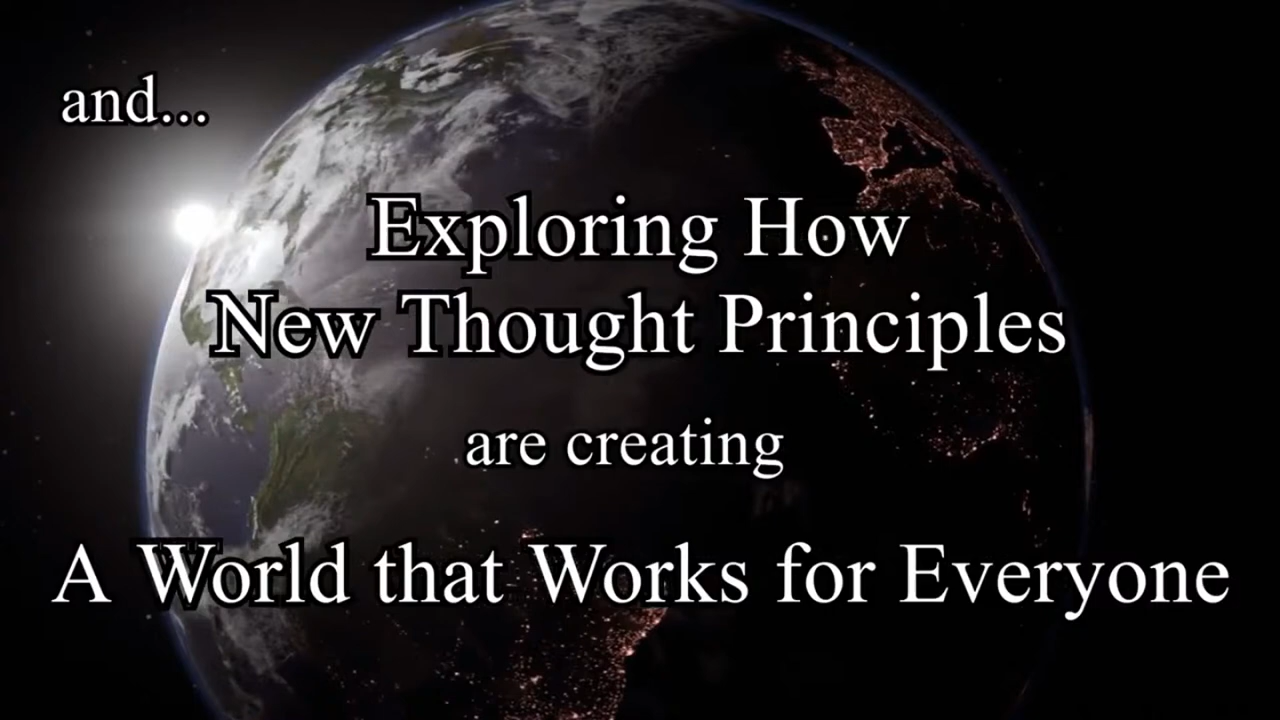 and...
Exploring How
New Thought Principles
are creating
A World that Works for Everyone